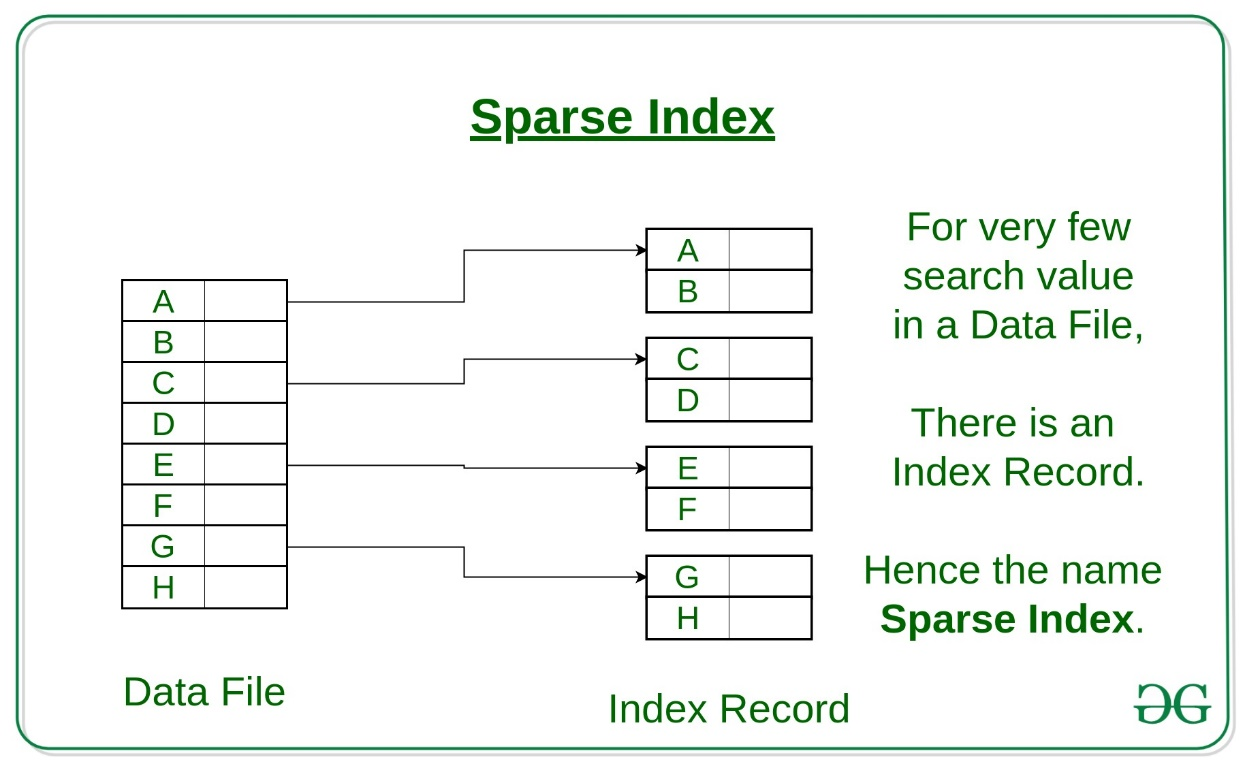 Sparse Index
A
B
C
D
E
F
G
H
Data File
A
B
C
D
E
F
G
H
Index Record
For very few
search value
in a Data File,
There is an
Index Record.
Hence the name
Sparse Index.